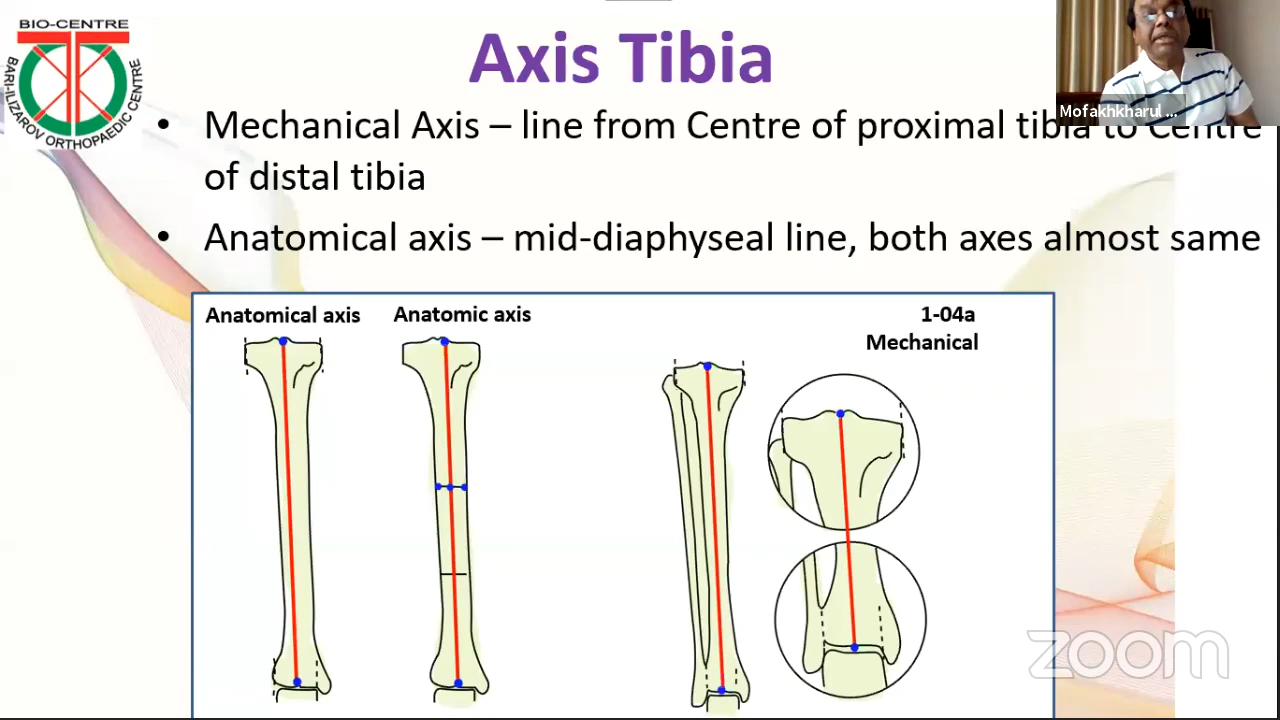 BIO-CENTRE
BARI-ILIZAROV ORTHOPAEDIC CENTRE
Axis Tibia
Mofakhkharul ...
• Mechanical Axis – line from Centre of proximal tibia to Centre
of distal tibia
• Anatomical axis – mid-diaphyseal line, both axes almost same
Anatomical axis
Anatomic axis
1-04a
Mechanical
zoom